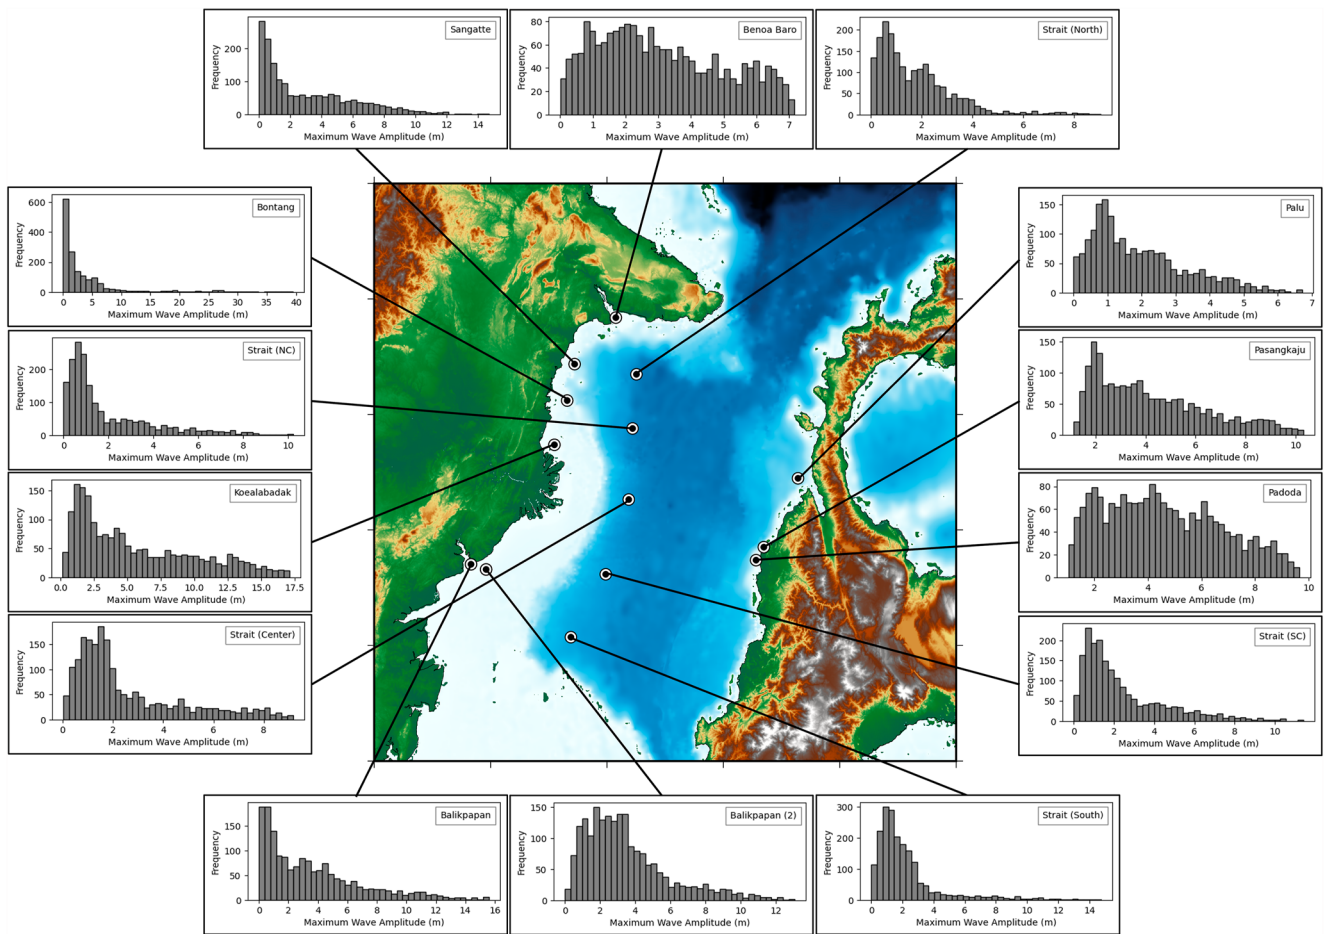 Sangatte
Frequency
200
100
0
0 2 4 6 8 10 12 14
Maximum Wave Amplitude (m)
Benoa Baro
Frequency
80
60
40
20
0
0 1 2 3 4 5 6 7
Maximum Wave Amplitude (m)
Strait (North)
Frequency
200
150
100
50
0
0 2 4 6 8
Maximum Wave Amplitude (m)
Bontang
Frequency
600
400
200
0
0 5 10 15 20 25 30 35 40
Maximum Wave Amplitude (m)
Palu
Frequency
150
100
50
0
0 1 2 3 4 5 6 7
Maximum Wave Amplitude (m)
Strait (NC)
Frequency
200
100
0
0 2 4 6 8 10
Maximum Wave Amplitude (m)
Pasangkaju
Frequency
150
100
50
0
2 4 6 8 10
Maximum Wave Amplitude (m)
Koealabadak
Frequency
150
100
50
0
0.0 2.5 5.0 7.5 10.0 12.5 15.0 17.5
Maximum Wave Amplitude (m)
Padoda
Frequency
80
60
40
20
0
2 4 6 8 10
Maximum Wave Amplitude (m)
Strait (Center)
Frequency
150
100
50
0
0 2 4 6 8
Maximum Wave Amplitude (m)
Strait (SC)
Frequency
200
150
100
50
0
0 2 4 6 8 10
Maximum Wave Amplitude (m)
Balikpapan
Frequency
150
100
50
0
0 2 4 6 8 10 12 14 16
Maximum Wave Amplitude (m)
Balikpapan (2)
Frequency
150
100
50
0
0 2 4 6 8 10 12
Maximum Wave Amplitude (m)
Strait (South)
Frequency
300
200
100
0
0 2 4 6 8 10 12 14
Maximum Wave Amplitude (m)